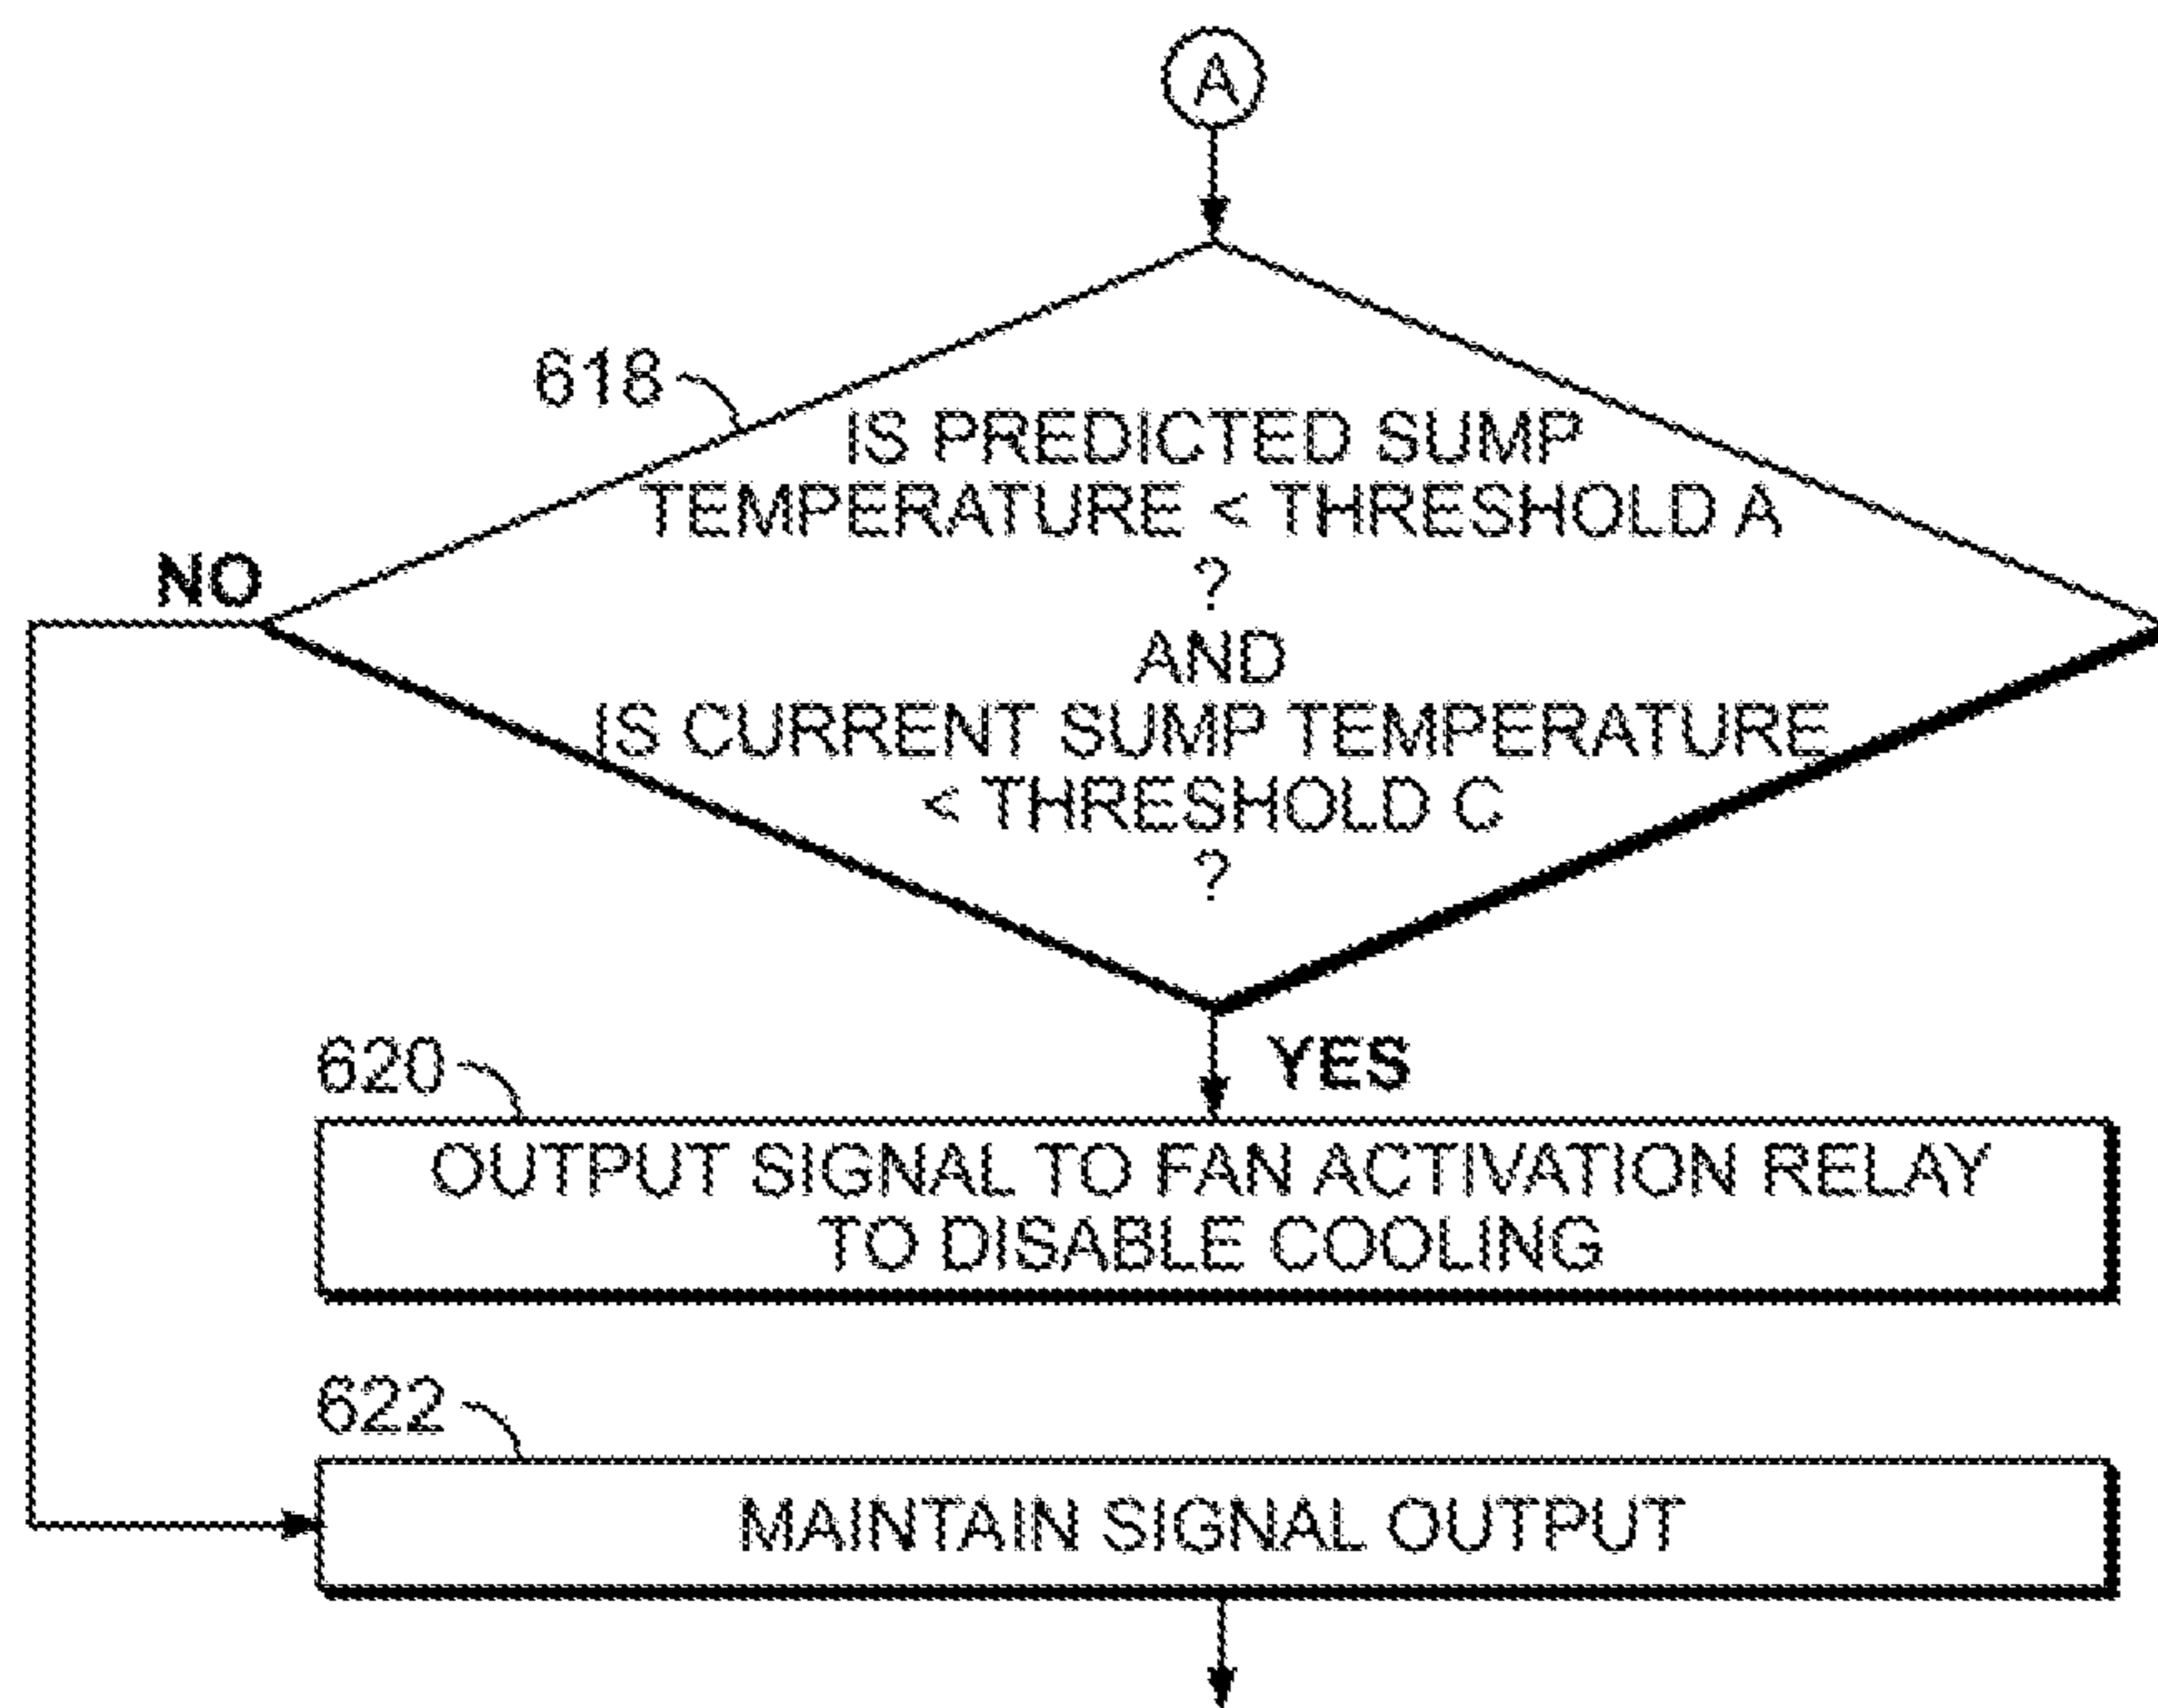 A
618
IS PREDICTED SUMP
TEMPERATURE < THRESHOLD A
?
AND
IS CURRENT SUMP TEMPERATURE
< THRESHOLD C
?
NO
YES
620
OUTPUT SIGNAL TO FAN ACTIVATION RELAY
TO DISABLE COOLING
622
MAINTAIN SIGNAL OUTPUT